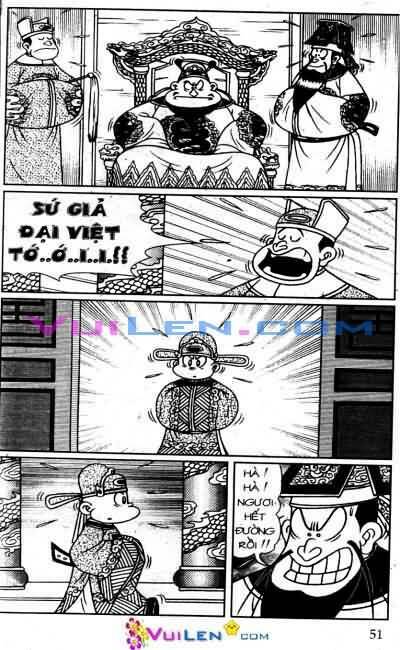 SỨ GIẢ
ĐẠI VIỆT
TỚ..Ớ..I..I..!!
VUILEN.COM
HÀ!
HÀ!
NGƯƠI
HẾT
ĐƯỜNG
RỒI!!
51
VUILEN.COM